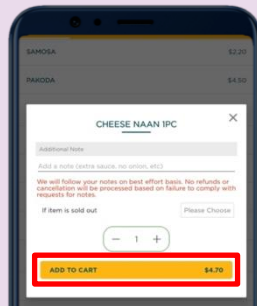 SAMOSA $2.20
PAKODA $4.50
CHEESE NAAN 1PC
Additional Note
Add a note (extra sauce, no onion, etc)
We will follow your notes on best effort basis. No refunds or
cancellation will be processed based on failure to comply with
requests for notes.
If item is sold out Please Choose
− 1 +
ADD TO CART $4.70